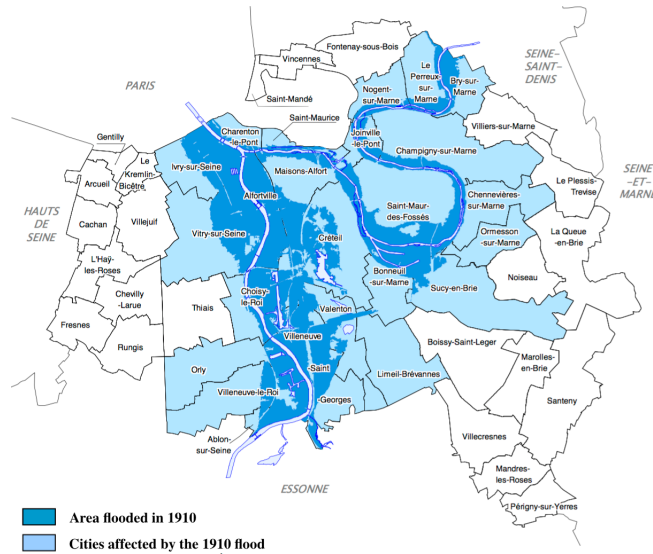 Fontenay-sous-Bois
Vincennes
SEINE-
SAINT-
DENIS
Le
Perreux
sur-
Marne
Bry-sur
Marne
PARIS
Nogent-
sur-Marne
Saint-Mandé
Saint-Maurice
Charenton
-le-Pont
Joinville
-le-Pont
Villiers-sur-Marne
Gentilly
Le
Kremlin-
Bicêtre
Ivry-sur-Seine
Maisons-Alfort
Champigny-sur-Marne
SEINE
-ET-
MARNE
Arcueil
Alfortville
Le Plessis-
Trevise
Chennevières-
sur-Marne
HAUTS
DE
SEINE
Cachan
Villejuif
Vitry-sur-Seine
Créteil
Saint-Maur-
des-Fossés
Ormesson
-sur-Marne
La Queue
-en-Brie
L'Haÿ
-les-Roses
Bonneuil
-sur-Marne
Noiseau
Sucy-en-Brie
Chevilly
-Larue
Choisy-
le-Roi
Thiais
Valenton
Fresnes
Rungis
Villeneuve
Boissy-Saint-Leger
Marolles-
en-Brie
Orly
-Saint
Limeil-Brévannes
Villeneuve-le-Roi
-Georges
Santeny
Ablon-
sur-Seine
Villecresnes
Mandres-
les-Roses
ESSONNE
Périgny-sur-Yerres
Area flooded in 1910
Cities affected by the 1910 flood